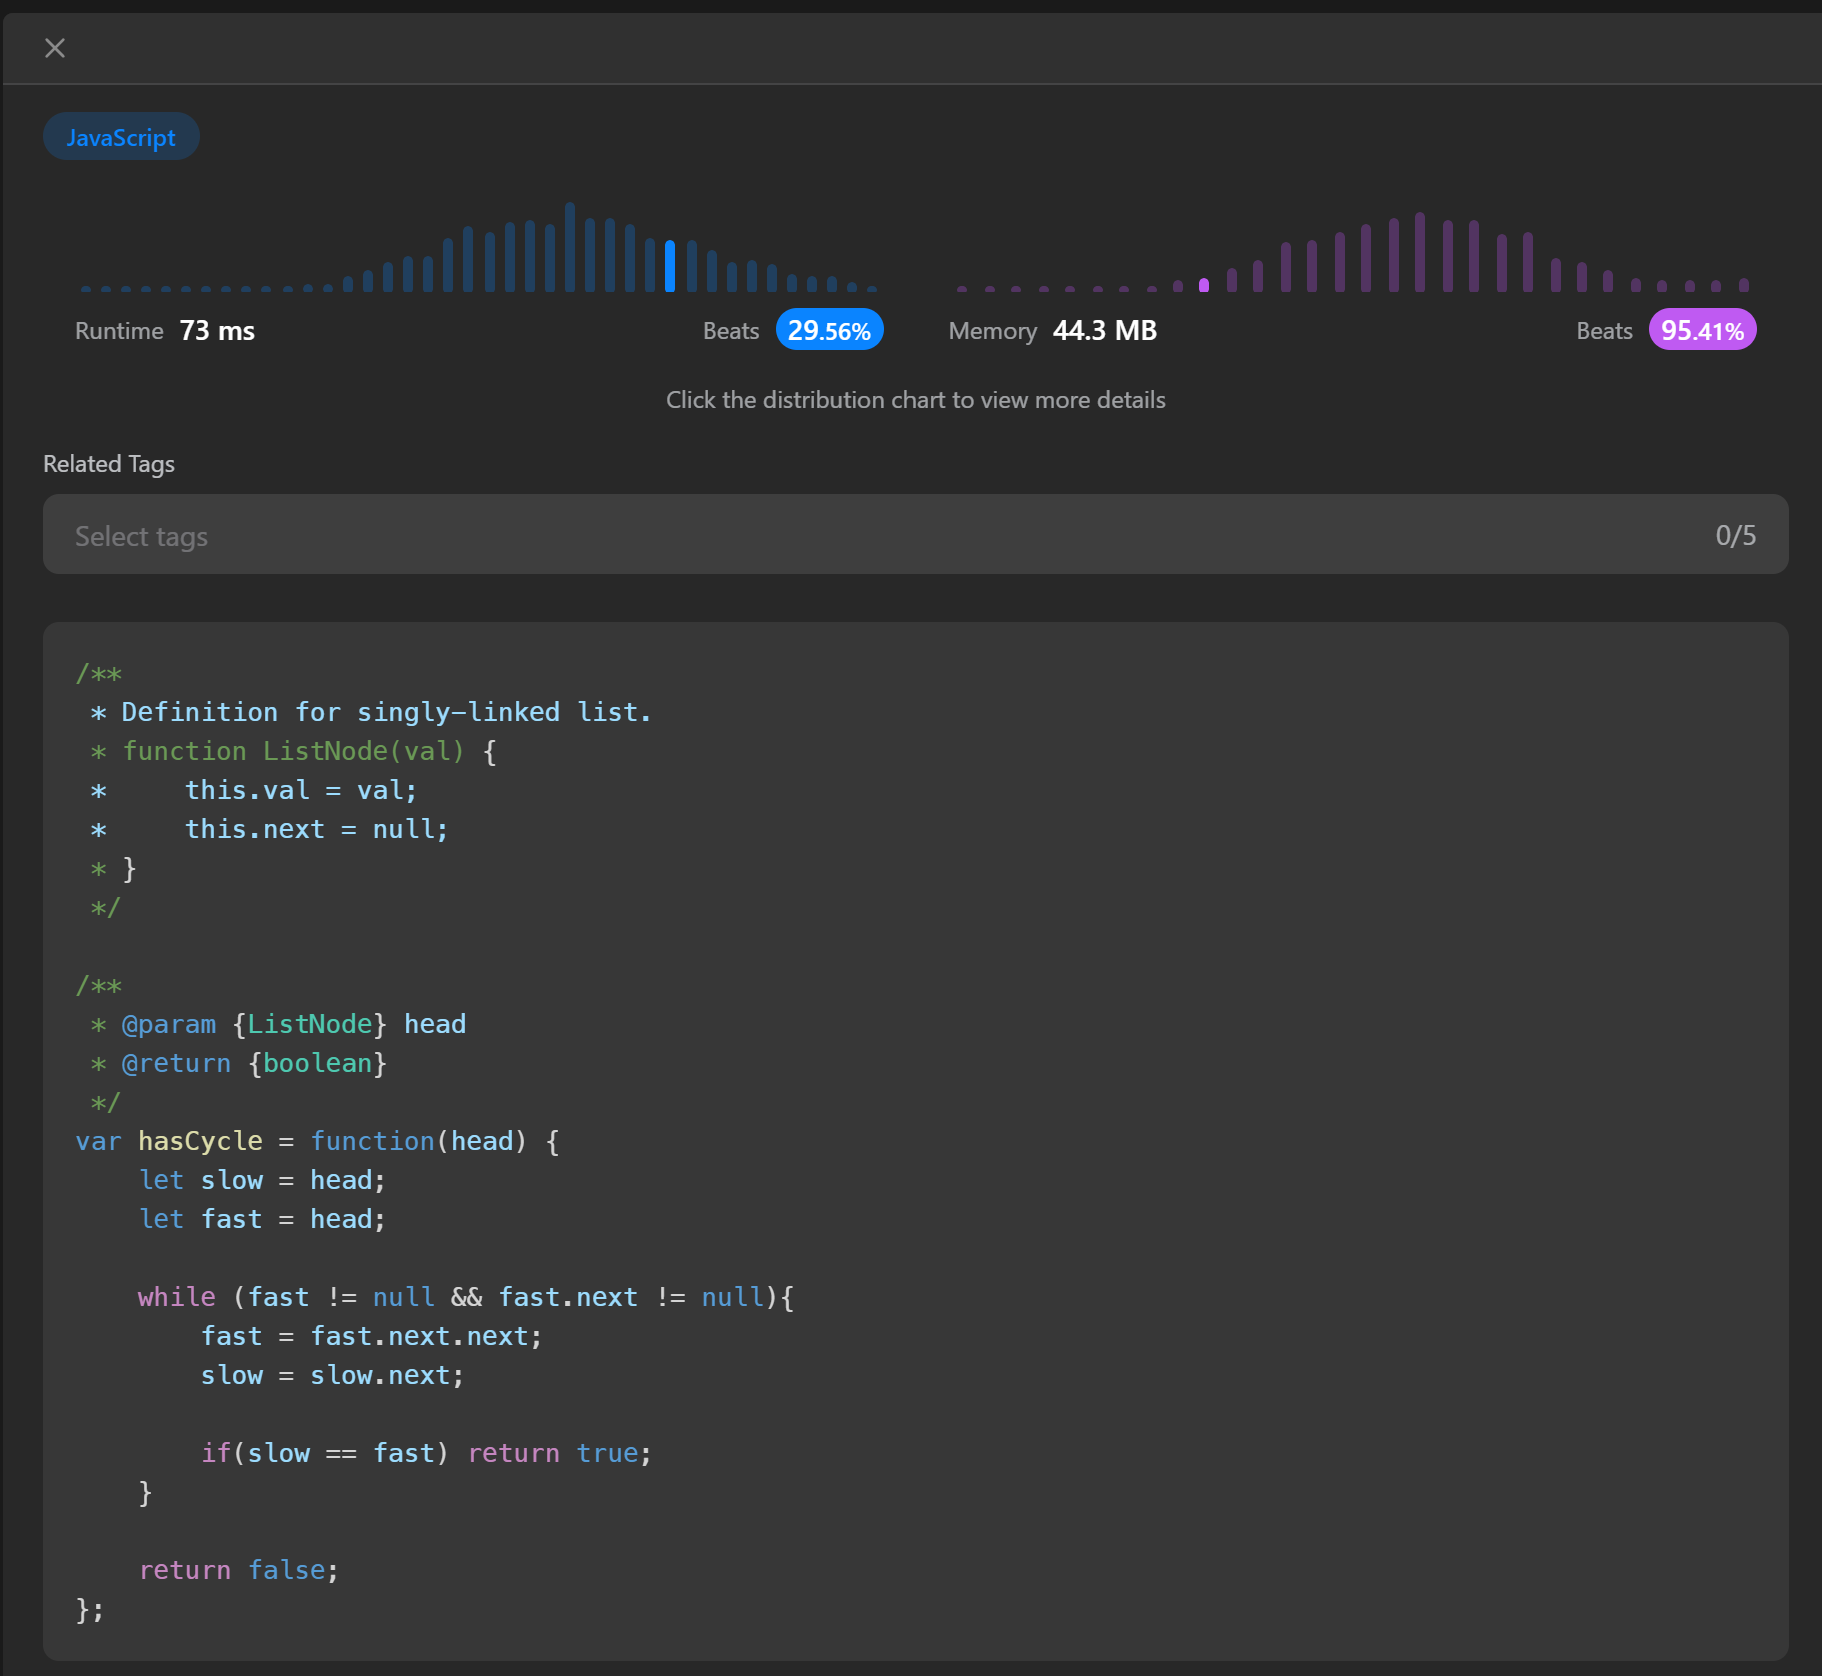 JavaScript
Runtime 73 ms Beats 29.56% Memory 44.3 MB Beats 95.41%
Click the distribution chart to view more details
Related Tags
Select tags 0/5
/**
 * Definition for singly-linked list.
 * function ListNode(val) {
 *     this.val = val;
 *     this.next = null;
 * }
 */

/**
 * @param {ListNode} head
 * @return {boolean}
 */
var hasCycle = function(head) {
    let slow = head;
    let fast = head;

    while (fast != null && fast.next != null){
        fast = fast.next.next;
        slow = slow.next;

        if(slow == fast) return true;
    }

    return false;
};